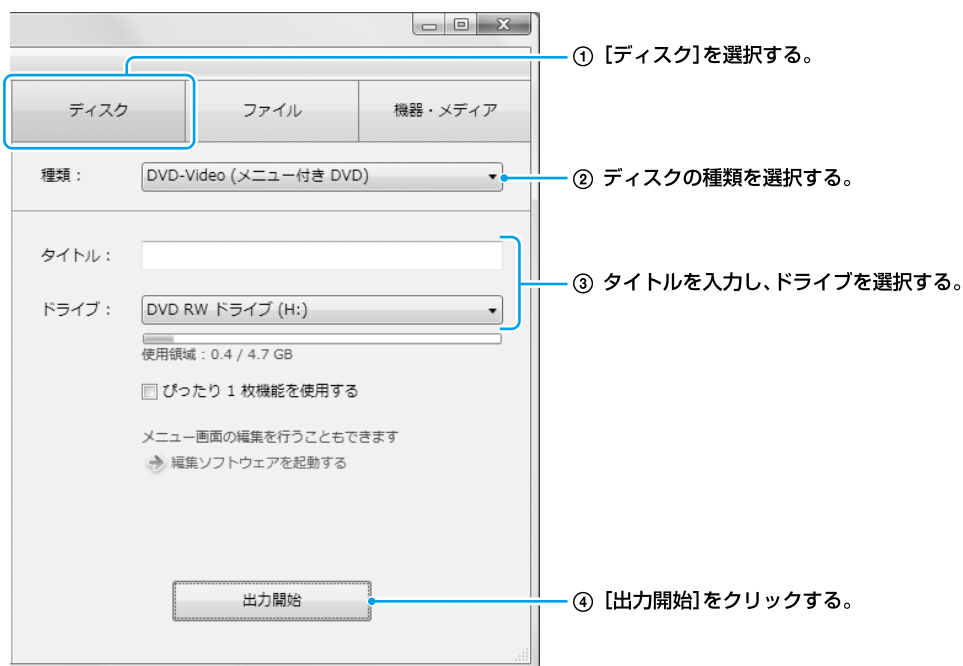 ① [ディスク]を選択する。
ディスク ファイル 機器・メディア
種類： DVD-Video (メニュー付き DVD)
② ディスクの種類を選択する。
タイトル：
③ タイトルを入力し、ドライブを選択する。
ドライブ： DVD RW ドライブ (H:)
使用領域：0.4 / 4.7 GB
ぴったり 1 枚機能を使用する
メニュー画面の編集を行うこともできます
編集ソフトウェアを起動する
出力開始
④ [出力開始]をクリックする。